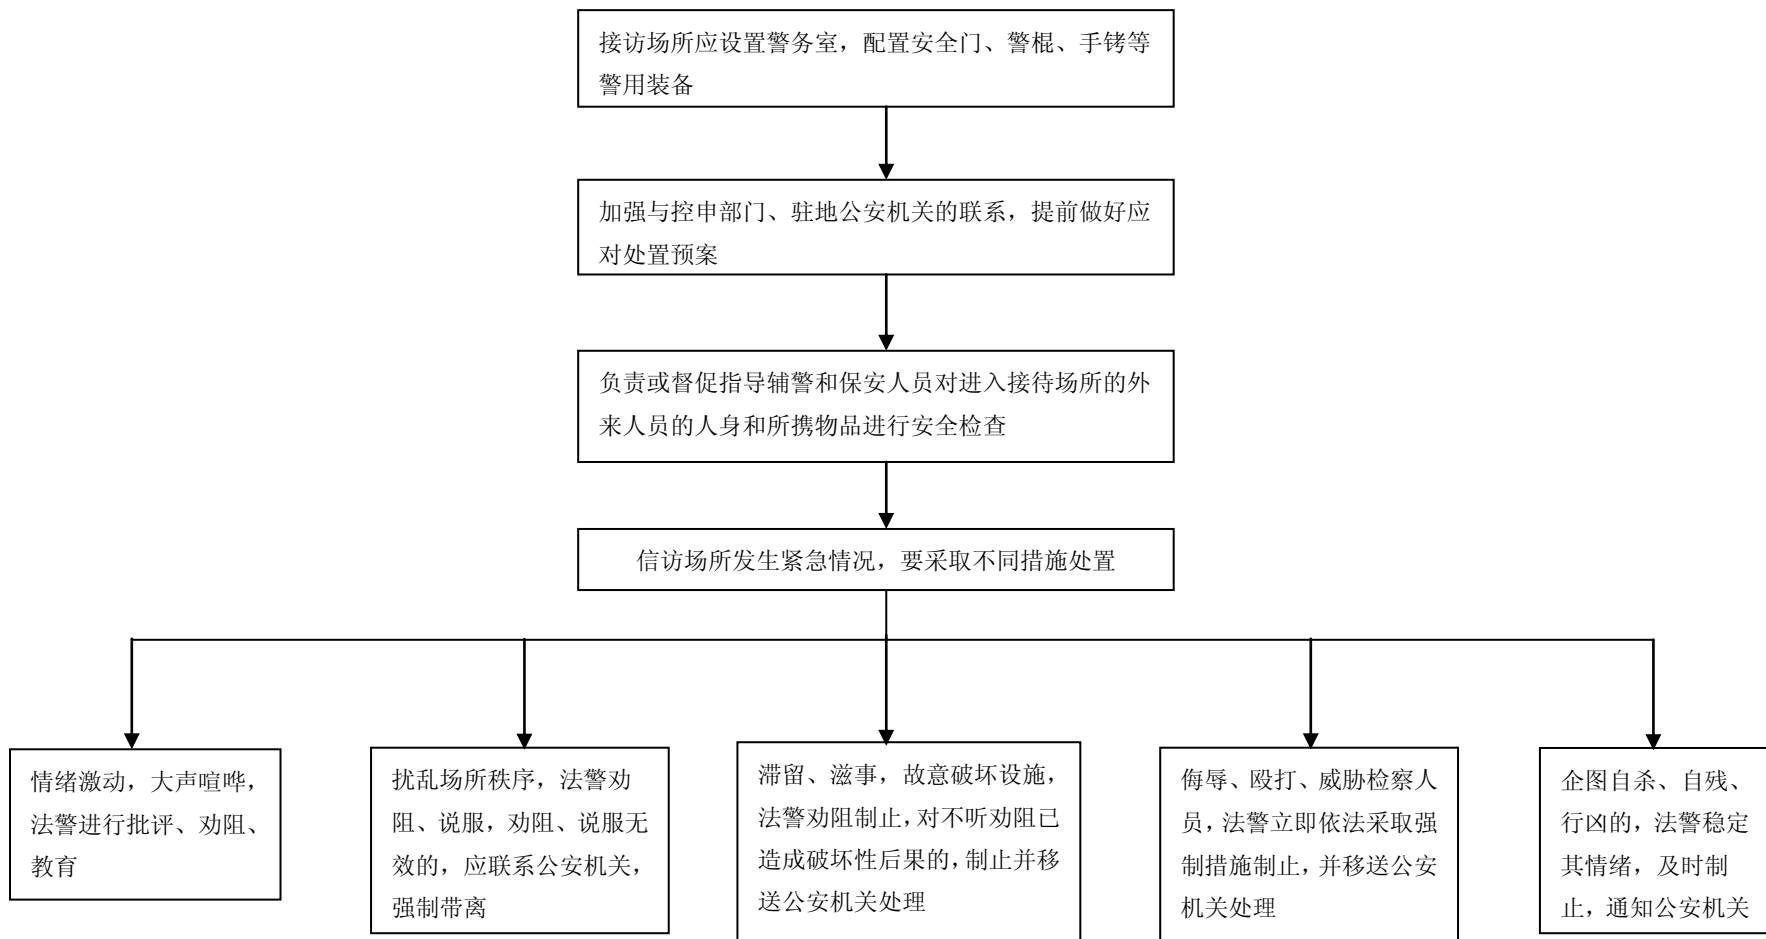 接访场所应设置警务室，配置安全门、警棍、手铐等
警用装备
加强与控申部门、驻地公安机关的联系，提前做好应
对处置预案
负责或督促指导辅警和保安人员对进入接待场所的外
来人员的人身和所携物品进行安全检查
信访场所发生紧急情况，要采取不同措施处置
情绪激动，大声喧哗，
法警进行批评、劝阻、
教育
扰乱场所秩序，法警劝
阻、说服，劝阻、说服无
效的，应联系公安机关，
强制带离
滞留、滋事，故意破坏设施，
法警劝阻制止，对不听劝阻已
造成破坏性后果的，制止并移
送公安机关处理
侮辱、殴打、威胁检察人
员，法警立即依法采取强
制措施制止，并移送公安
机关处理
企图自杀、自残、
行凶的，法警稳定
其情绪，及时制
止，通知公安机关